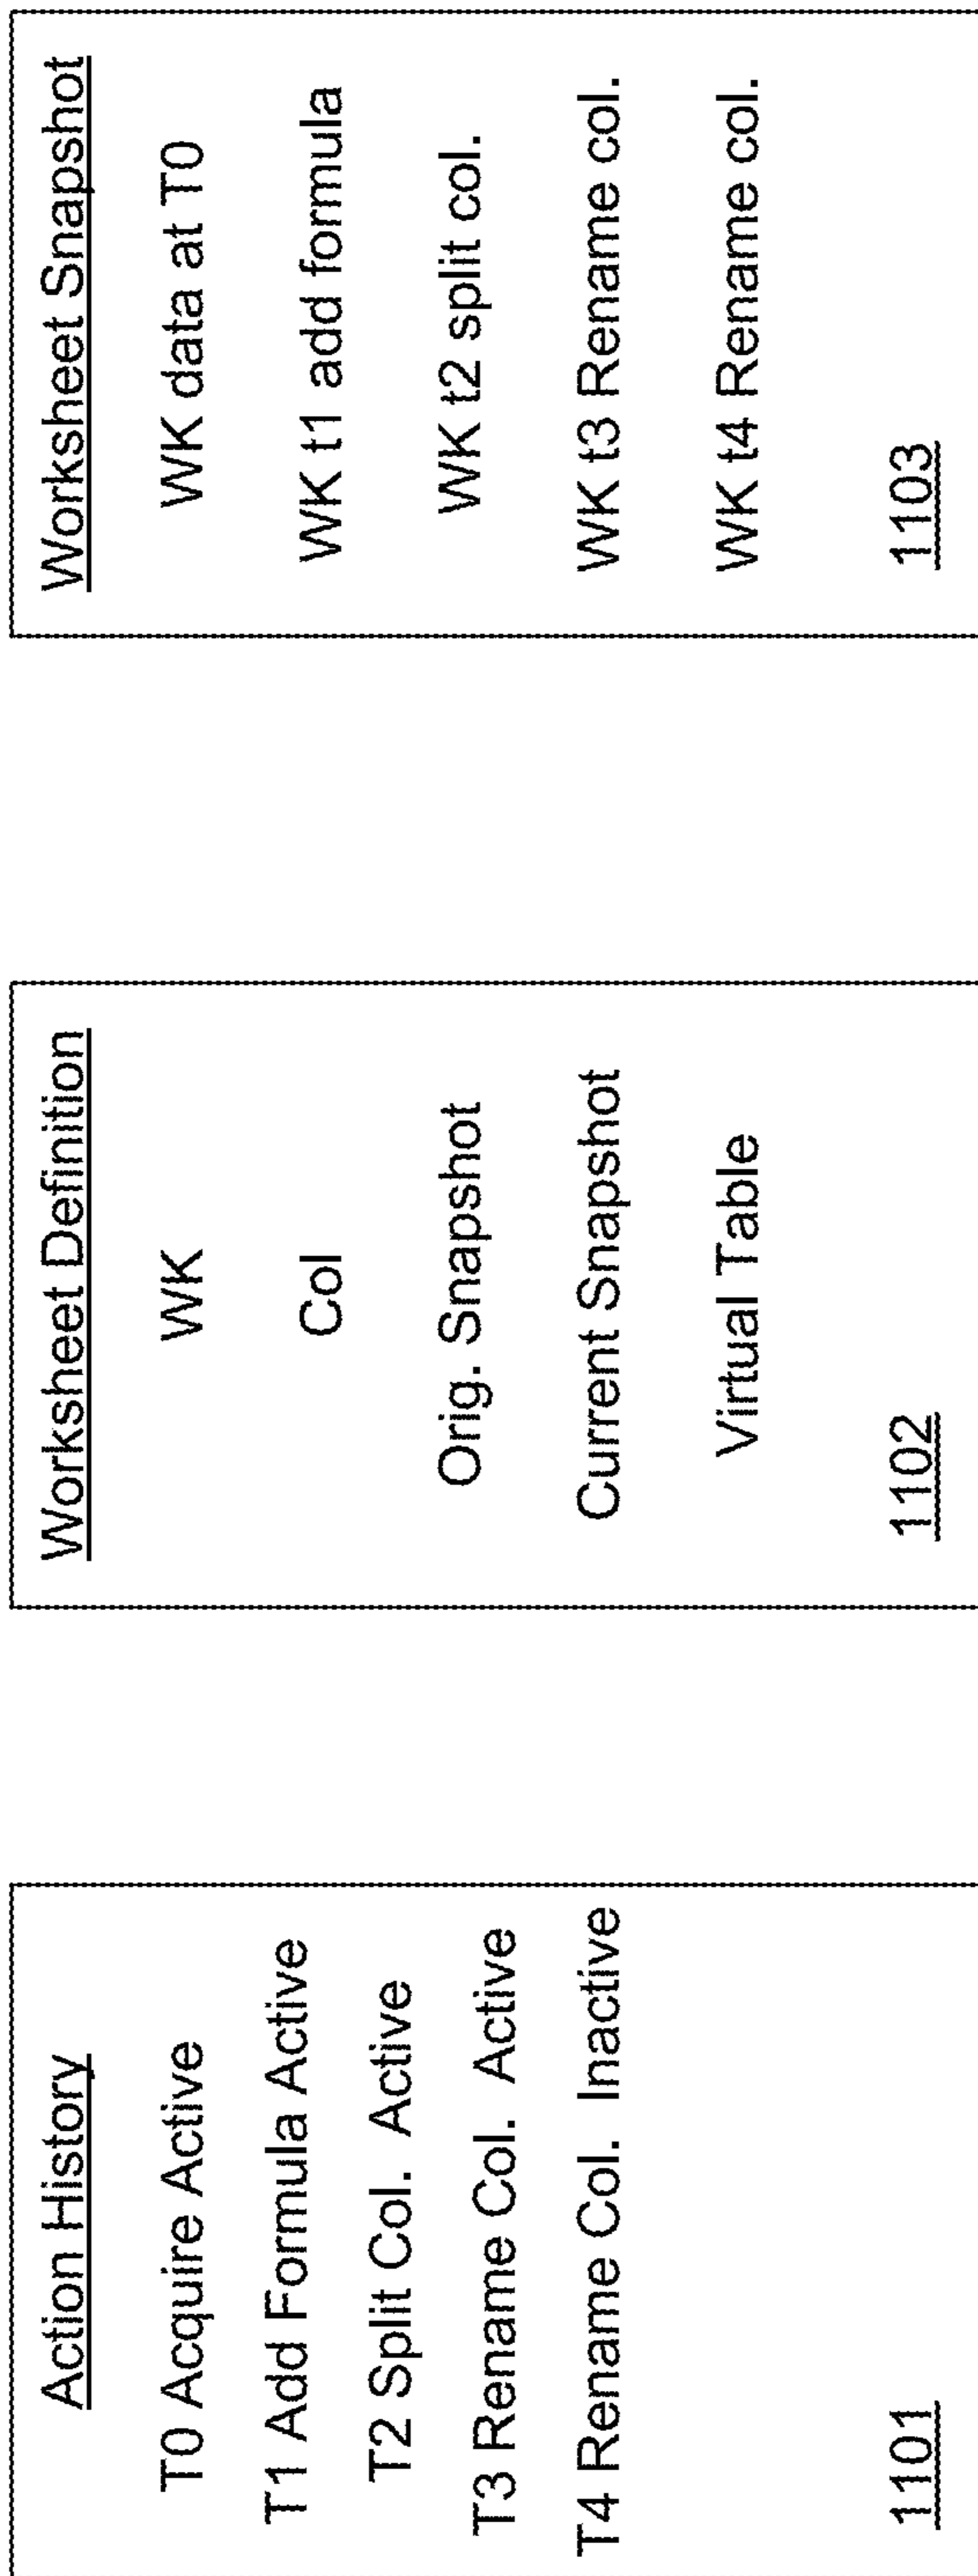 Action History
T0 Acquire Active
T1 Add Formula Active
T2 Split Col. Active
T3 Rename Col. Active
T4 Rename Col. Inactive
1101
Worksheet Definition
WK
Col
Orig. Snapshot
Current Snapshot
Virtual Table
1102
Worksheet Snapshot
WK data at T0
WK t1 add formula
WK t2 split col.
WK t3 Rename col.
WK t4 Rename col.
1103